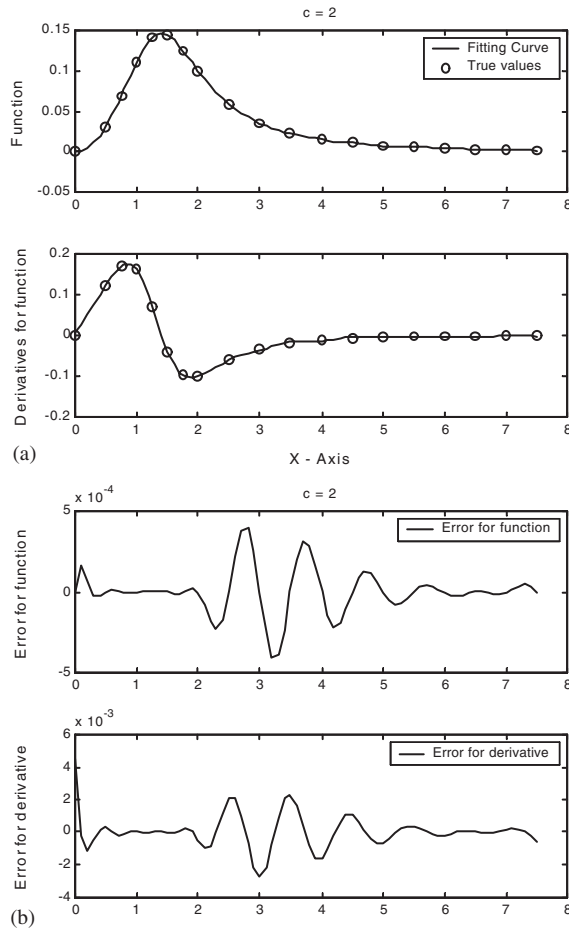 c = 2
0.15
0.1
0.05
0
-0.05
Function
Fitting Curve
True values
0 1 2 3 4 5 6 7 8
0.2
0.1
0
-0.1
-0.2
Derivatives for function
0 1 2 3 4 5 6 7 8
(a)
X - Axis
x 10-4
c = 2
5
0
-5
Error for function
Error for function
0 1 2 3 4 5 6 7 8
x 10-3
6
4
2
0
-2
-4
Error for derivative
Error for derivative
0 1 2 3 4 5 6 7 8
(b)